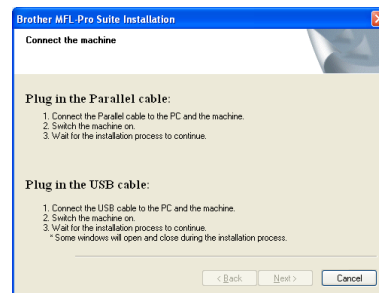 Brother MFL-Pro Suite Installation
Connect the machine
Plug in the Parallel cable:
1. Connect the Parallel cable to the PC and the machine.
2. Switch the machine on.
3. Wait for the installation process to continue.
Plug in the USB cable:
1. Connect the USB cable to the PC and the machine.
2. Switch the machine on.
3. Wait for the installation process to continue.
* Some windows will open and close during the installation process.
< Back Next > Cancel